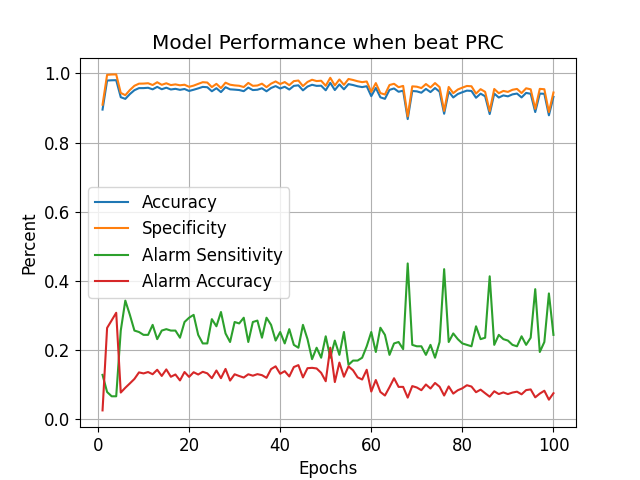 Model Performance when beat PRC
1.0
0.8
0.6
0.4
0.2
0.0
Percent
Accuracy
Specificity
Alarm Sensitivity
Alarm Accuracy
0
20
40
60
80
100
Epochs